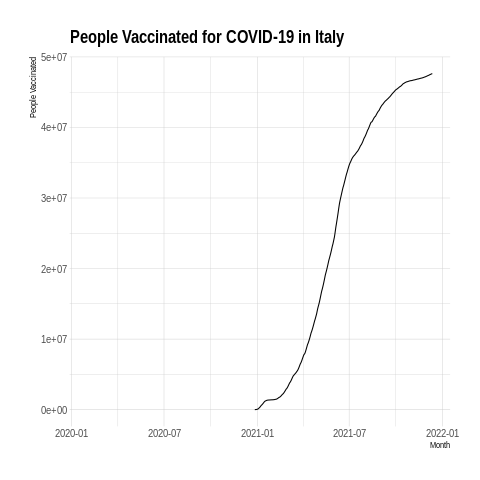 People Vaccinated for COVID-19 in Italy
People Vaccinated
5e+07
4e+07
3e+07
2e+07
1e+07
0e+00
2020-01 2020-07 2021-01 2021-07 2022-01
Month